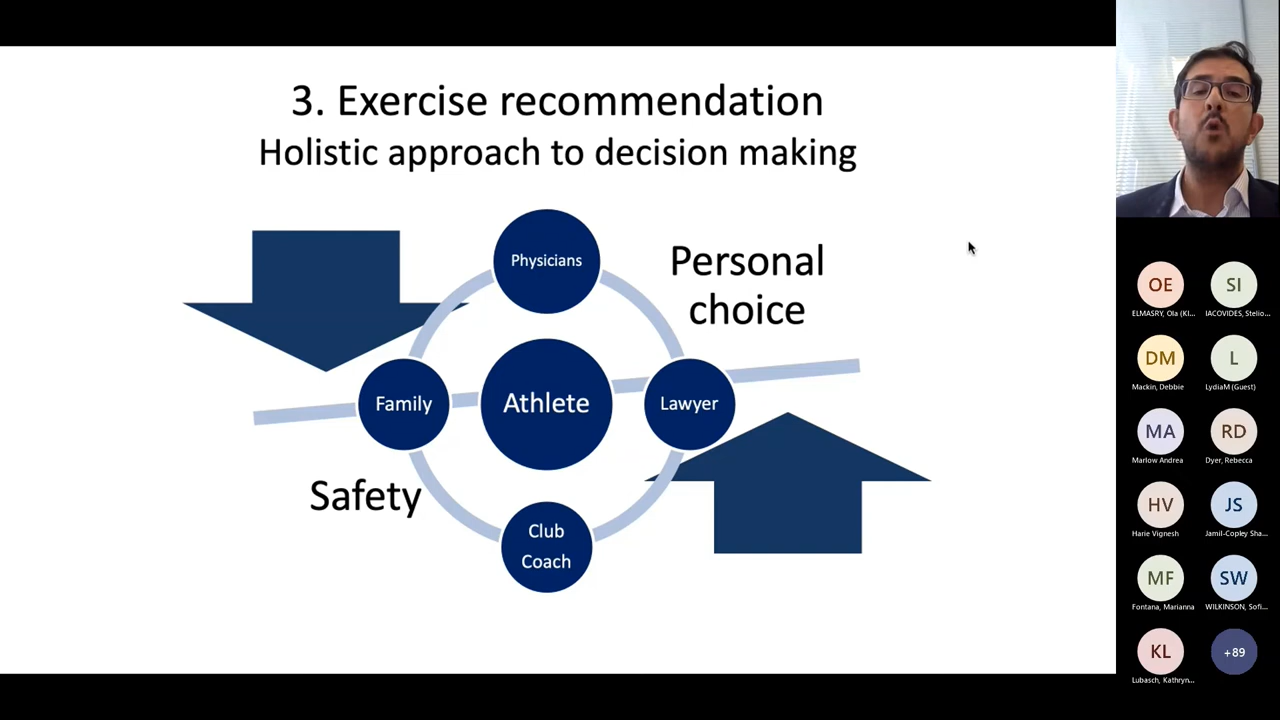 3. Exercise recommendation
Holistic approach to decision making
Physicians
Personal
choice
Family
Athlete
Lawyer
Safety
Club
Coach
OE
SI
ELMASRY, Ola (KI...
IACOVIDES, Stelio...
DM
L
Mackin, Debbie
LydiaM (Guest)
MA
RD
Marlow Andrea
Dyer, Rebecca
HV
JS
Harie Vignesh
Jamil-Copley Sha...
MF
SW
Fontana, Marianna
WILKINSON, Sofi...
KL
+89
Lubasch, Kathryn...